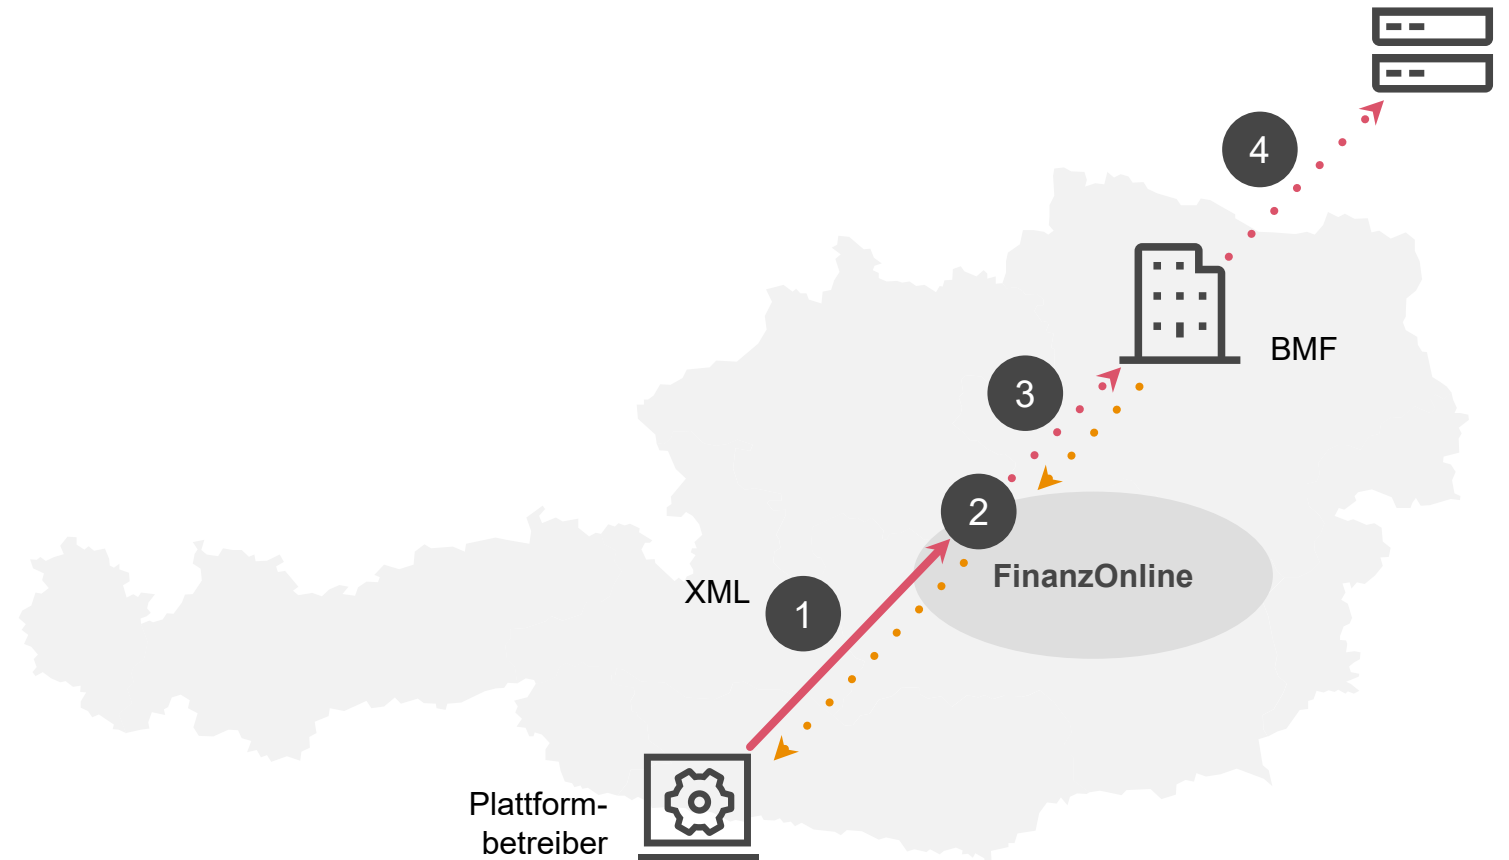 4
BMF
3
2
FinanzOnline
XML
1
Plattform-
betreiber